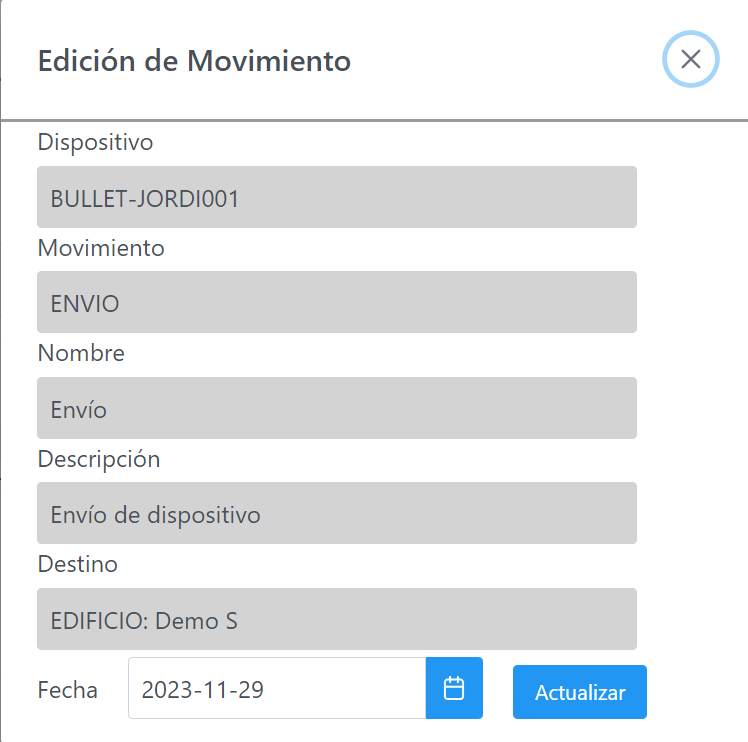 Edición de Movimiento
Dispositivo
BULLET-JORDI001
Movimiento
ENVIO
Nombre
Envío
Descripción
Envío de dispositivo
Destino
EDIFICIO: Demo S
Fecha 2023-11-29 Actualizar